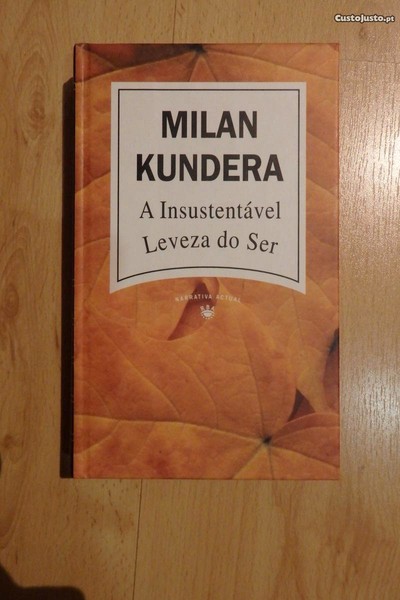 CustoJusto.pt
MILAN
KUNDERA
A Insustentável
Leveza do Ser
NARRATIVA ACTUAL